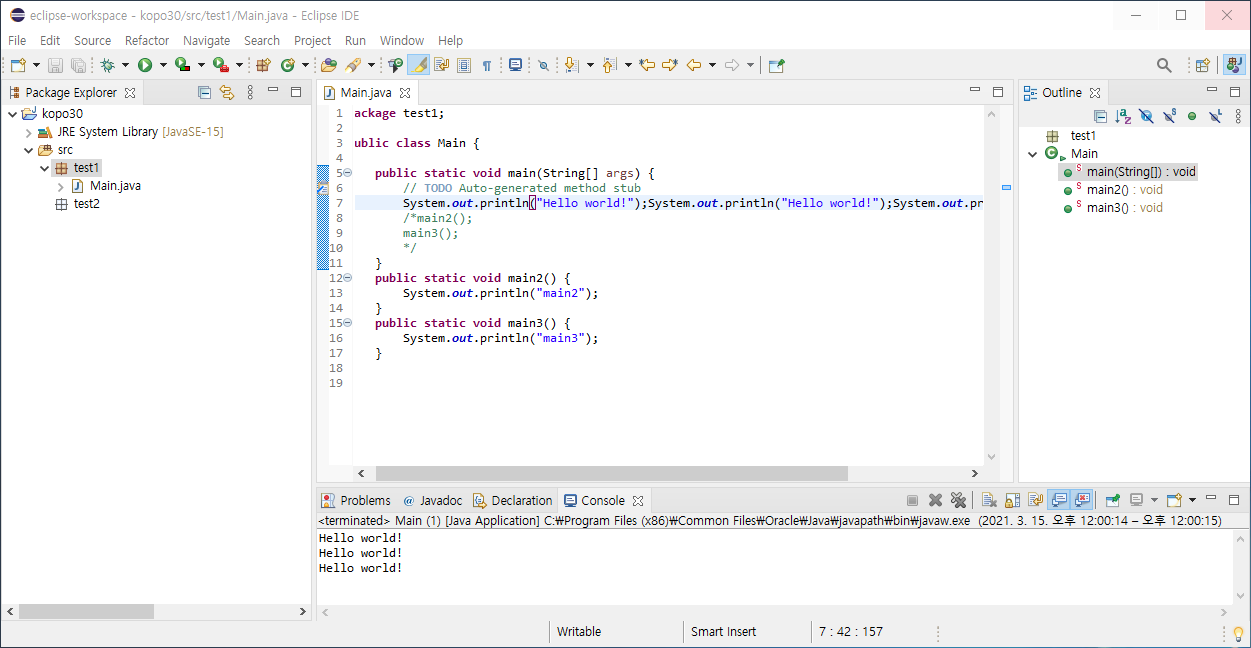 eclipse-workspace - kopo30/src/test1/Main.java - Eclipse IDE
File Edit Source Refactor Navigate Search Project Run Window Help
Package Explorer
kopo30
JRE System Library [JavaSE-15]
src
test1
Main.java
test2
Main.java
1 ackage test1;
2
3 ublic class Main {
4
5 public static void main(String[] args) {
6 // TODO Auto-generated method stub
7 System.out.println("Hello world!");System.out.println("Hello world!");System.out.pr
8 /*main2();
9 main3();
10 */
11 }
12 public static void main2() {
13 System.out.println("main2");
14 }
15 public static void main3() {
16 System.out.println("main3");
17 }
18
19
Outline
test1
Main
main(String[]) : void
main2() : void
main3() : void
Problems @ Javadoc Declaration Console
<terminated> Main (1) [Java Application] C:₩Program Files (x86)₩Common Files₩Oracle₩Java₩javapath₩bin₩javaw.exe (2021. 3. 15. 오후 12:00:14 – 오후 12:00:15)
Hello world!
Hello world!
Hello world!
Writable Smart Insert 7 : 42 : 157